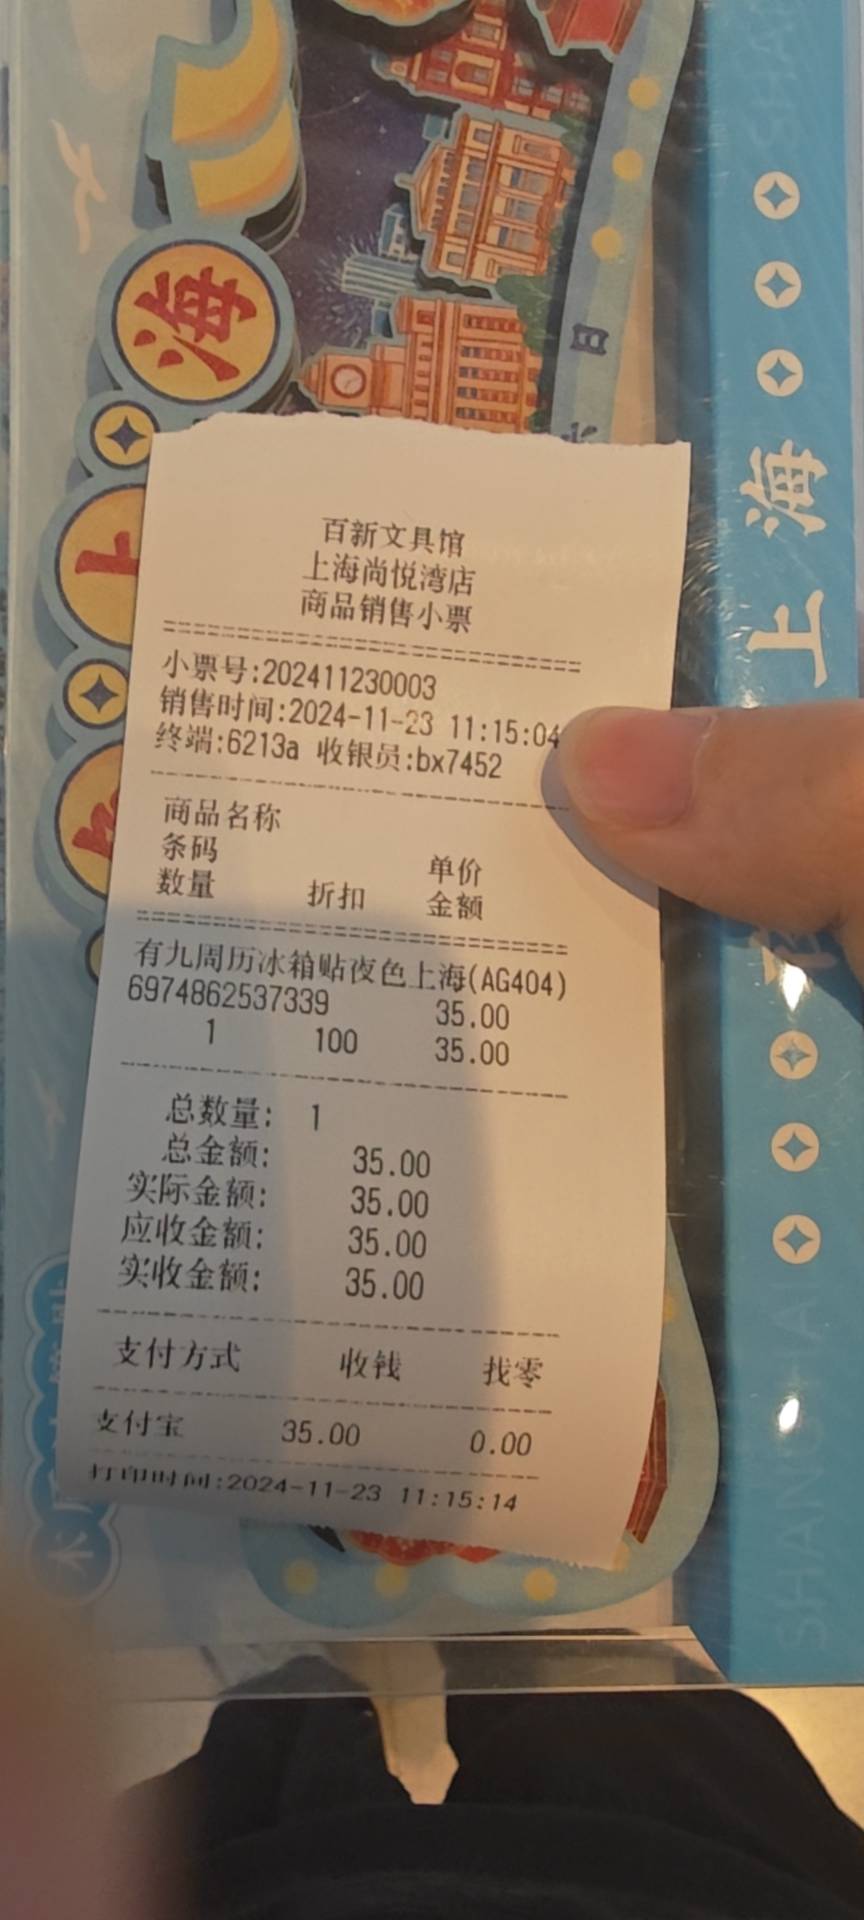 百新文具馆
上海尚悦湾店
商品销售小票
小票号:202411230003
销售时间:2024-11-23 11:15:04
终端:6213a 收银员:bx7452
商品名称
条码 单价
数量 折扣 金额
有九周历冰箱贴夜色上海(AG404)
6974862537339 35.00
1 100 35.00
总数量: 1
总金额: 35.00
实际金额: 35.00
应收金额: 35.00
实收金额: 35.00
支付方式 收钱 找零
支付宝 35.00 0.00
打印时间:2024-11-23 11:15:14
上海
上海
SHANGHAI
日
木